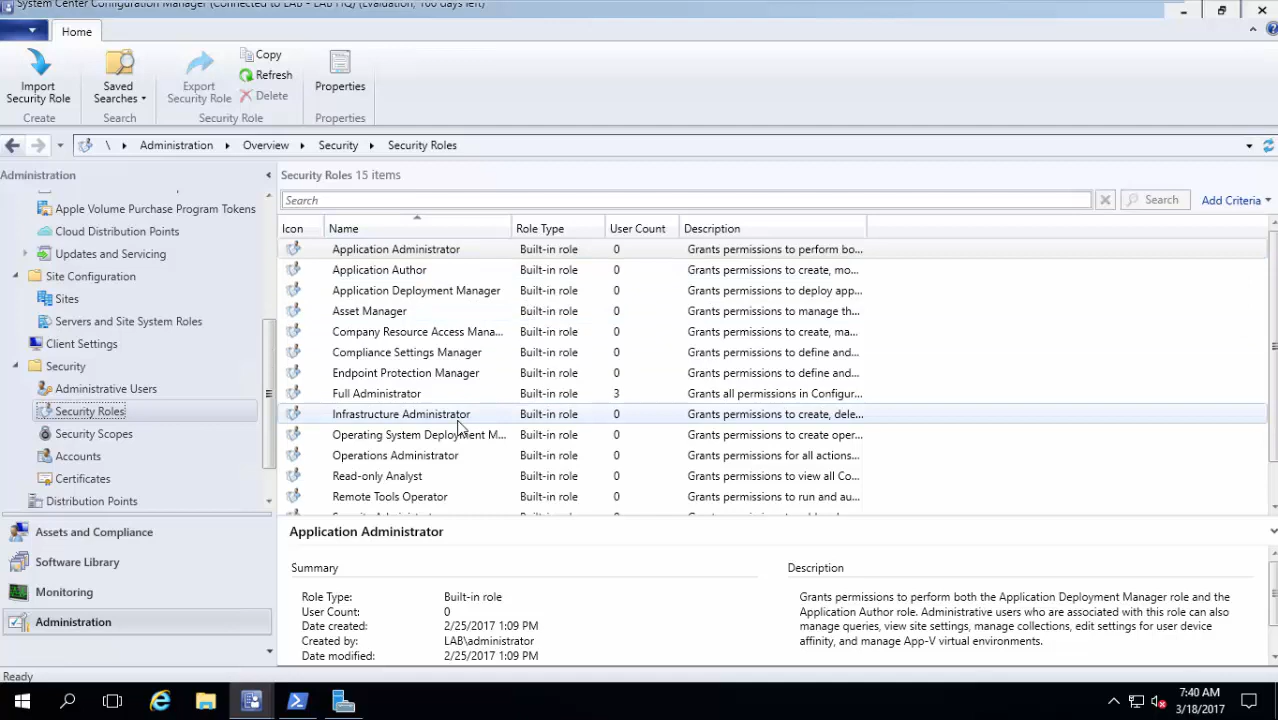 System Center Configuration Manager (Connected to LAB - LAB HQ) (Evaluation, 160 days left)
Home
Import
Security Role
Saved
Searches
Export
Security Role
Copy
Refresh
Delete
Properties
Create
Search
Security Role
Properties
\ Administration Overview Security Security Roles
Administration
Apple Volume Purchase Program Tokens
Cloud Distribution Points
Updates and Servicing
Site Configuration
Sites
Servers and Site System Roles
Client Settings
Security
Administrative Users
Security Roles
Security Scopes
Accounts
Certificates
Distribution Points
Assets and Compliance
Software Library
Monitoring
Administration
Security Roles 15 items
Search
Search
Add Criteria
Icon Name Role Type User Count Description
Application Administrator Built-in role 0 Grants permissions to perform bo...
Application Author Built-in role 0 Grants permissions to create, mo...
Application Deployment Manager Built-in role 0 Grants permissions to deploy app...
Asset Manager Built-in role 0 Grants permissions to manage th...
Company Resource Access Mana... Built-in role 0 Grants permissions to create, ma...
Compliance Settings Manager Built-in role 0 Grants permissions to define and...
Endpoint Protection Manager Built-in role 0 Grants permissions to define and...
Full Administrator Built-in role 3 Grants all permissions in Configur...
Infrastructure Administrator Built-in role 0 Grants permissions to create, dele...
Operating System Deployment M... Built-in role 0 Grants permissions to create oper...
Operations Administrator Built-in role 0 Grants permissions for all actions...
Read-only Analyst Built-in role 0 Grants permissions to view all Co...
Remote Tools Operator Built-in role 0 Grants permissions to run and au...
Application Administrator
Summary
Role Type: Built-in role
User Count: 0
Date created: 2/25/2017 1:09 PM
Created by: LAB\administrator
Date modified: 2/25/2017 1:09 PM
Description
Grants permissions to perform both the Application Deployment Manager role and the
Application Author role. Administrative users who are associated with this role can also
manage queries, view site settings, manage collections, edit settings for user device
affinity, and manage App-V virtual environments.
Ready
7:40 AM
3/18/2017